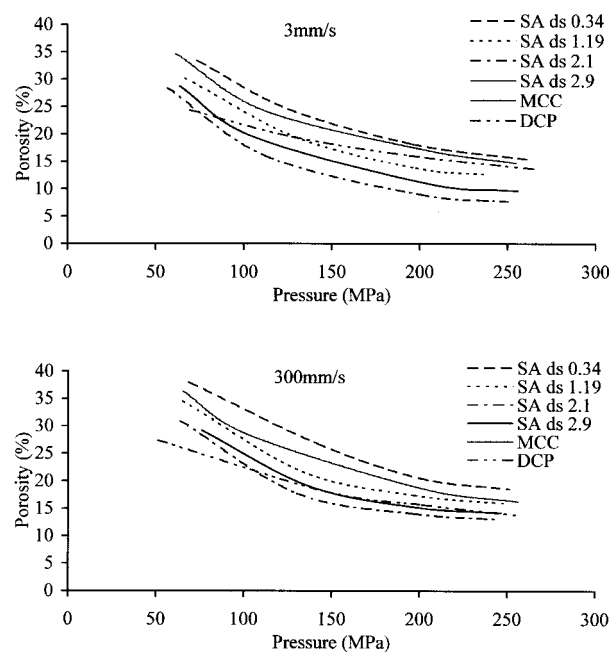 3mm/s
SA ds 0.34
SA ds 1.19
SA ds 2.1
SA ds 2.9
MCC
DCP
Porosity (%)
40
35
30
25
20
15
10
5
0
0 50 100 150 200 250 300
Pressure (MPa)
300mm/s
SA ds 0.34
SA ds 1.19
SA ds 2.1
SA ds 2.9
MCC
DCP
Porosity (%)
40
35
30
25
20
15
10
5
0
0 50 100 150 200 250 300
Pressure (MPa)